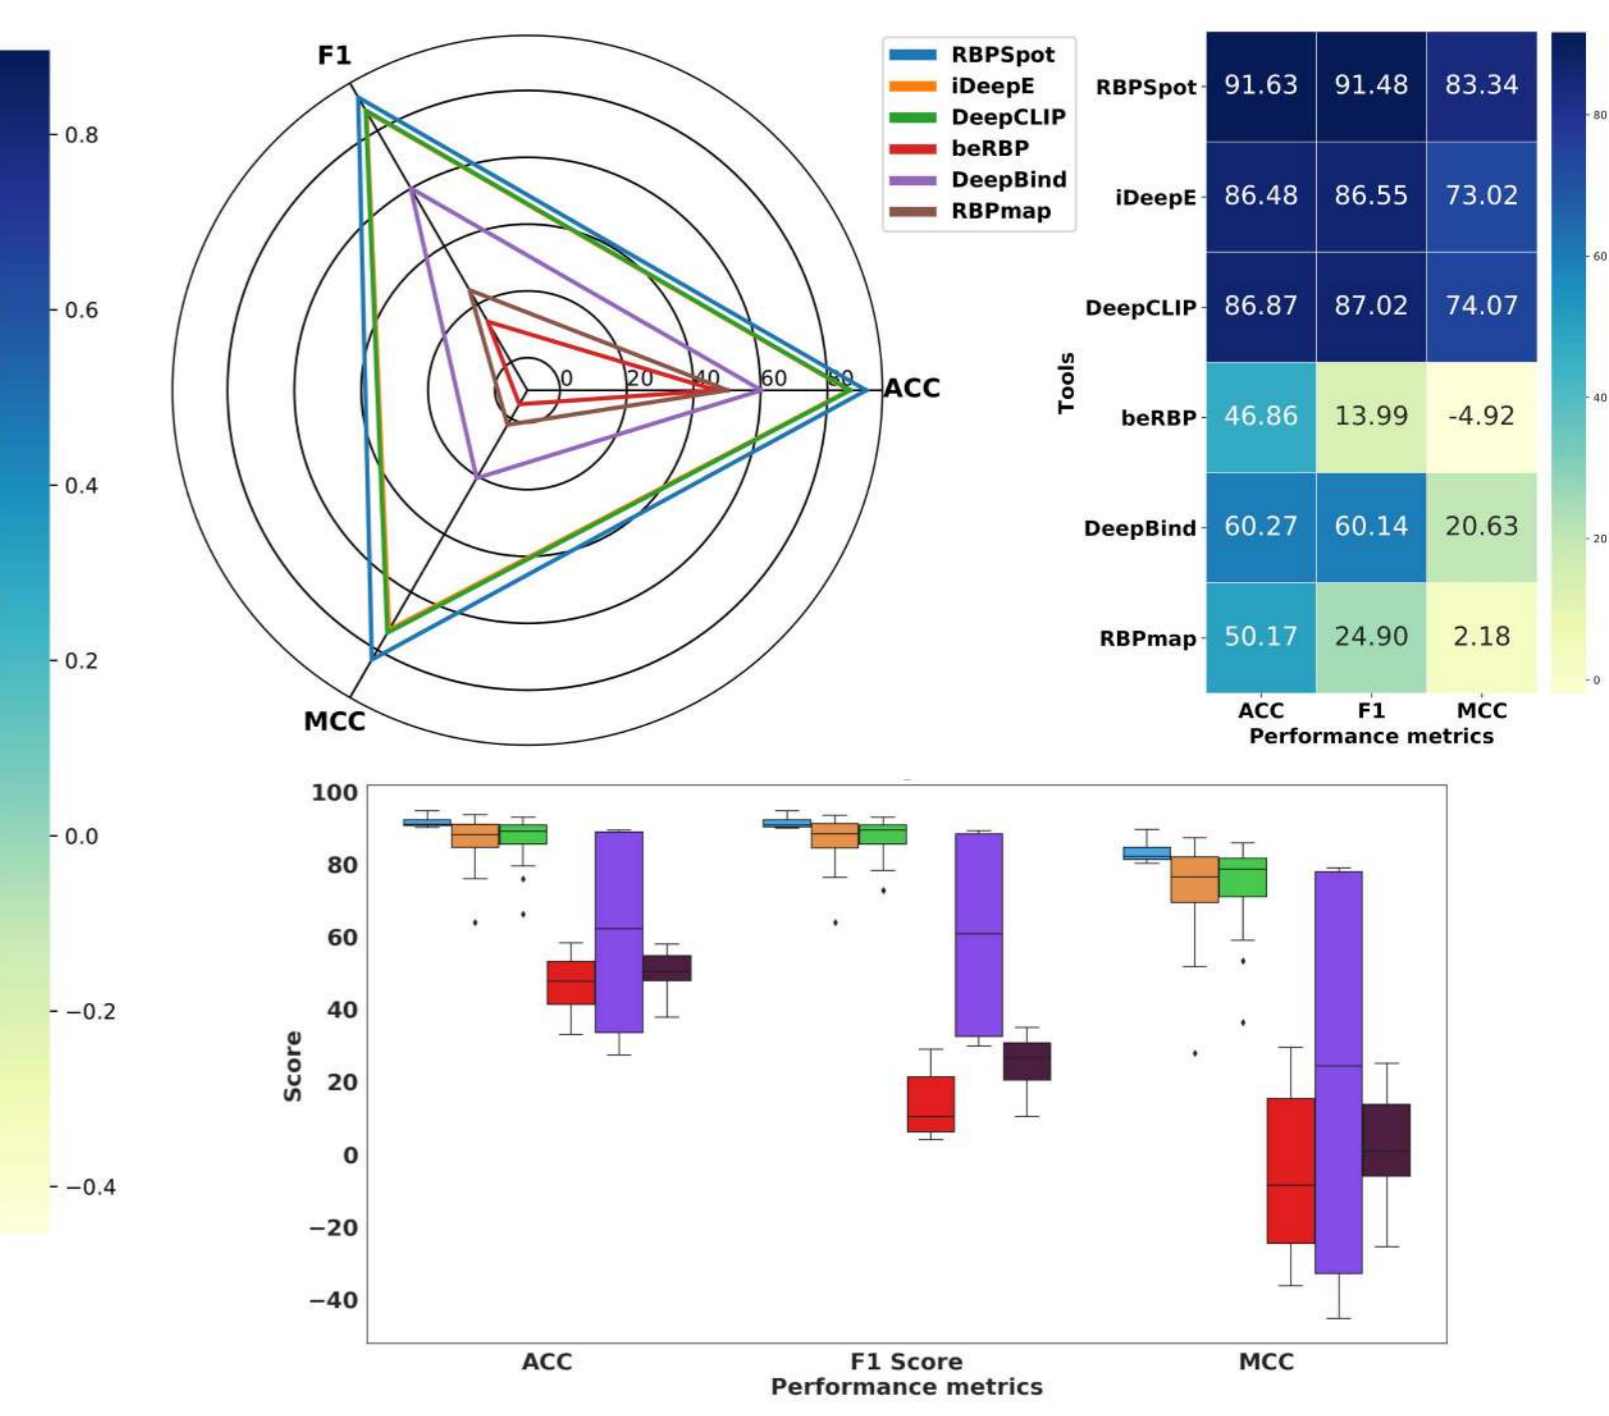 0.8
0.6
0.4
0.2
0.0
−0.2
−0.4
F1
ACC
MCC
0 20 40 60 80
RBPSpot
iDeepE
DeepCLIP
beRBP
DeepBind
RBPmap
Tools
RBPSpot 91.63 91.48 83.34
iDeepE 86.48 86.55 73.02
DeepCLIP 86.87 87.02 74.07
beRBP 46.86 13.99 -4.92
DeepBind 60.27 60.14 20.63
RBPmap 50.17 24.90 2.18
ACC F1 MCC
Performance metrics
80
60
40
20
0
Score
100
80
60
40
20
0
−20
−40
ACC F1 Score MCC
Performance metrics